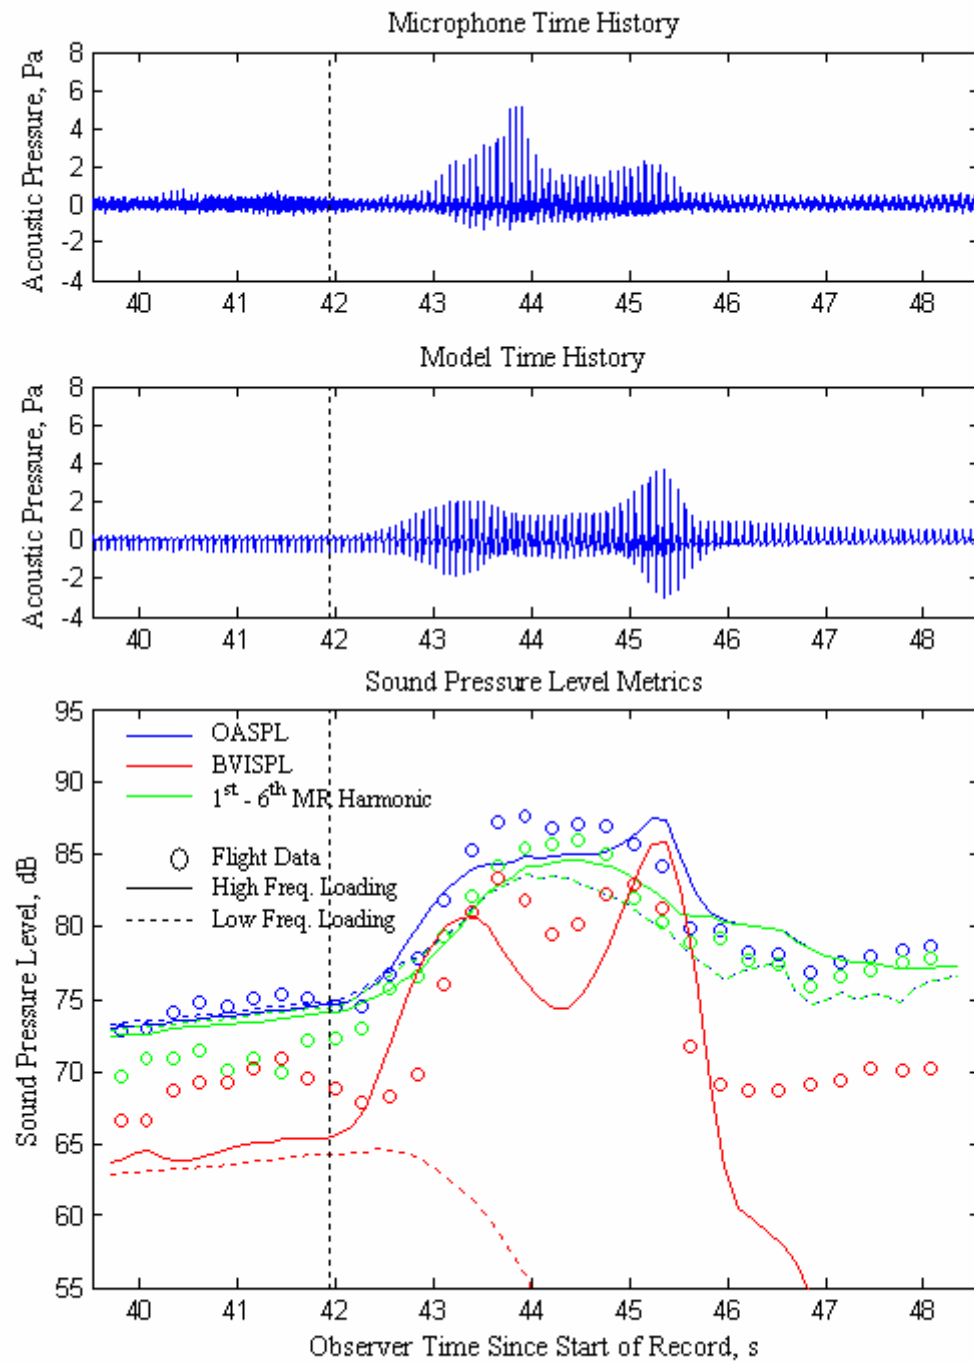 Microphone Time History
Acoustic Pressure, Pa
8
6
4
2
0
-2
-4
40 41 42 43 44 45 46 47 48
Model Time History
Acoustic Pressure, Pa
8
6
4
2
0
-2
-4
40 41 42 43 44 45 46 47 48
Sound Pressure Level Metrics
Sound Pressure Level, dB
95
90
85
80
75
70
65
60
55
OASPL
BVISPL
1st - 6th MR Harmonic
Flight Data
High Freq. Loading
Low Freq. Loading
40 41 42 43 44 45 46 47 48
Observer Time Since Start of Record, s